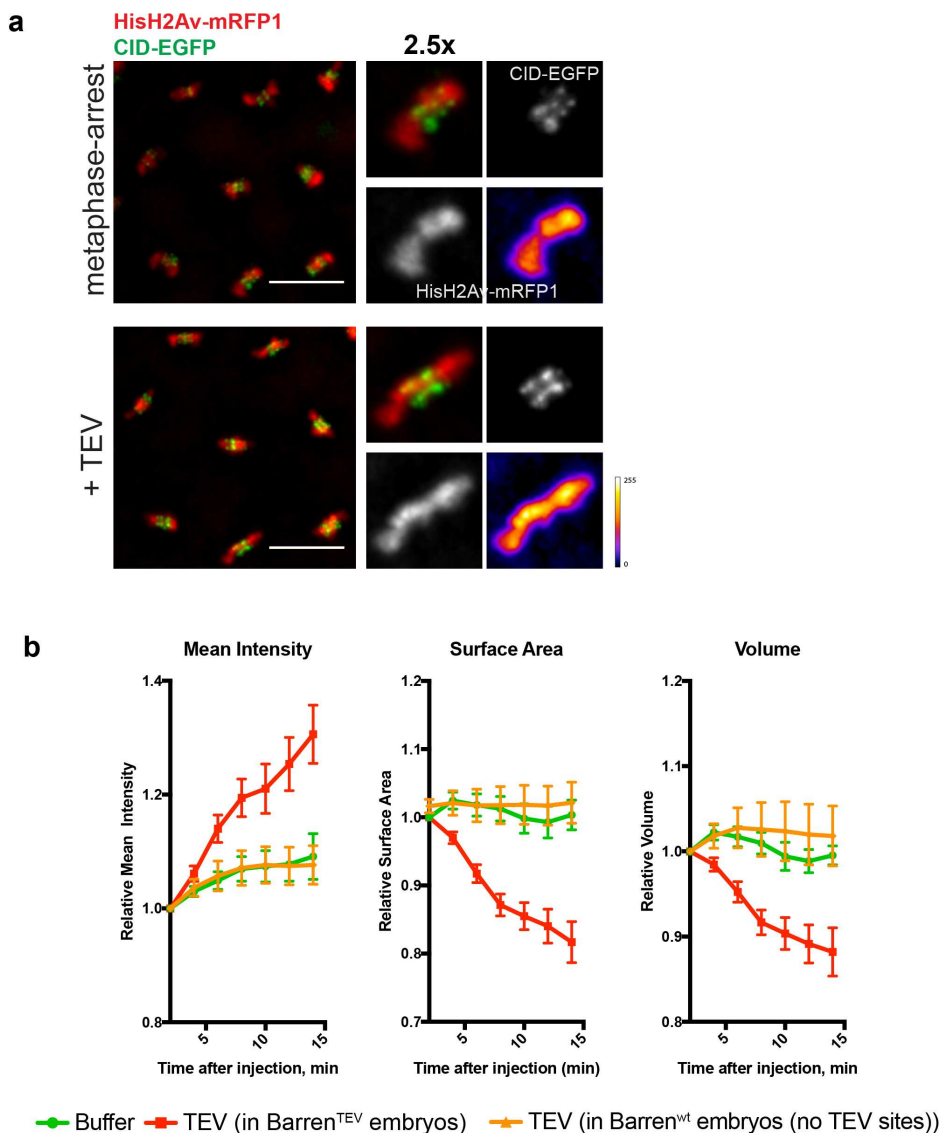 a
HisH2Av-mRFP1
CID-EGFP
2.5x
metaphase-arrest
CID-EGFP
HisH2Av-mRFP1
+ TEV
255
0
b
Mean Intensity
Relative Mean Intensity
1.4
1.2
1.0
0.8
5
10
15
Time after injection, min
Surface Area
Relative Surface Area
1.2
1.1
1.0
0.9
0.8
0.7
5
10
15
Time after injection (min)
Volume
Relative Volume
1.2
1.1
1.0
0.9
0.8
5
10
15
Time after injection, min
Buffer
TEV (in Barren^TEV embryos)
TEV (in Barren^wt embryos (no TEV sites))